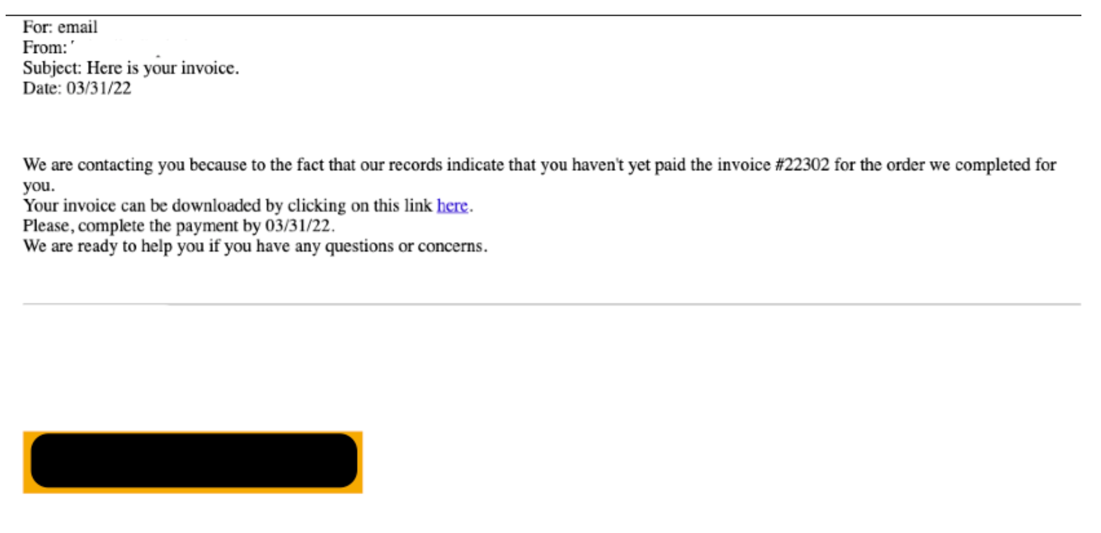 For: email
From:
Subject: Here is your invoice.
Date: 03/31/22
We are contacting you because to the fact that our records indicate that you haven't yet paid the invoice #22302 for the order we completed for
you.
Your invoice can be downloaded by clicking on this link here.
Please, complete the payment by 03/31/22.
We are ready to help you if you have any questions or concerns.